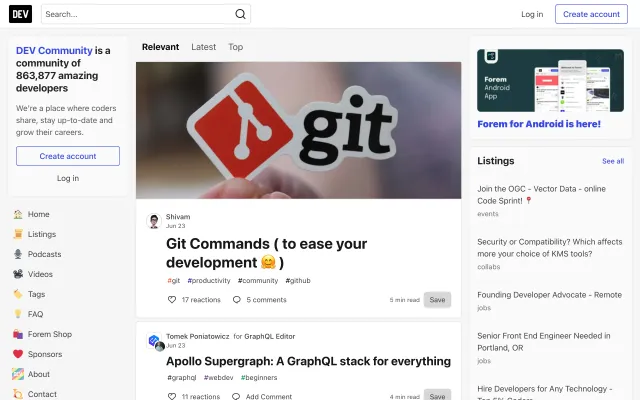 DEV
Search...
Log in
Create account
DEV Community is a
community of
863,877 amazing
developers
We're a place where coders
share, stay up-to-date and
grow their careers.
Create account
Log in
Home
Listings
Podcasts
Videos
Tags
FAQ
Forem Shop
Sponsors
About
Contact
Relevant
Latest
Top
git
Shivam
Jun 23
Git Commands ( to ease your
development 🤗 )
#git #productivity #community #github
17 reactions
5 comments
5 min read
Save
Tomek Poniatowicz for GraphQL Editor
Jun 23
Apollo Supergraph: A GraphQL stack for everything
#graphql #webdev #beginners
11 reactions
Add Comment
4 min read
Save
Forem
Android
App
Forem for Android is here!
Listings
See all
Join the OGC - Vector Data - online
Code Sprint! 📍
events
Security or Compatibility? Which affects
more your choice of KMS tools?
collabs
Founding Developer Advocate - Remote
jobs
Senior Front End Engineer Needed in
Portland, OR
jobs
Hire Developers for Any Technology -